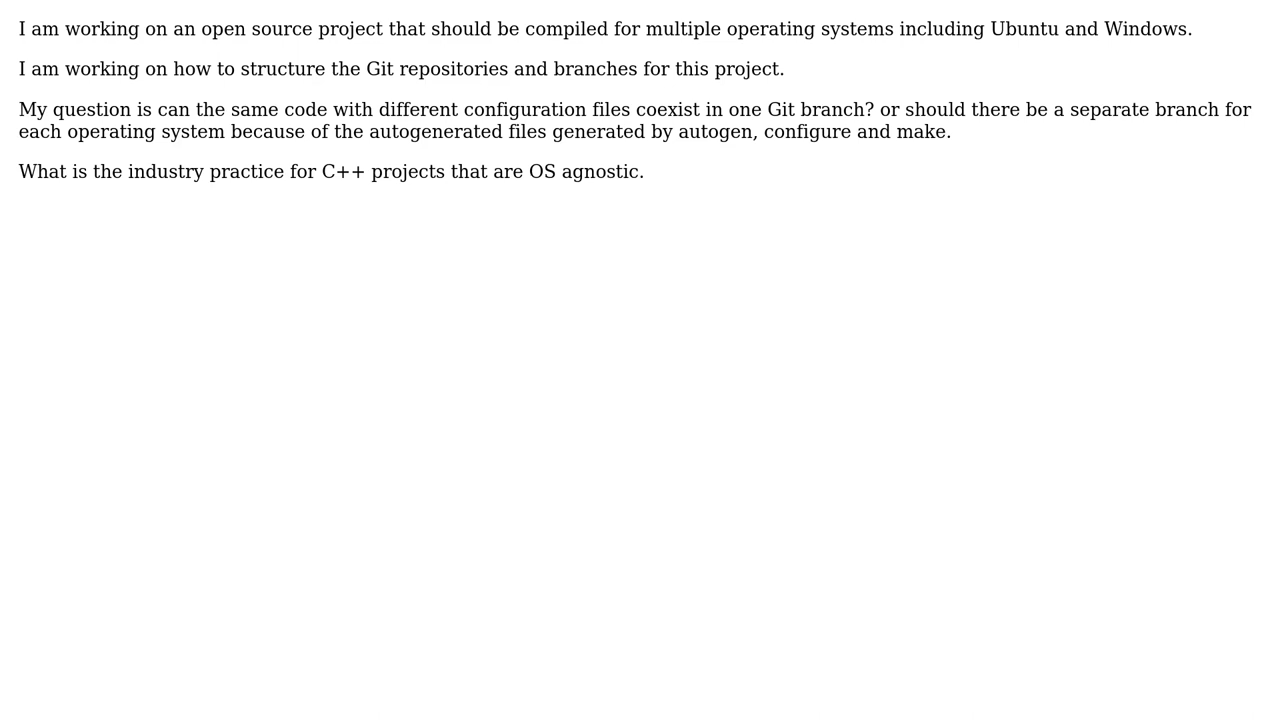 I am working on an open source project that should be compiled for multiple operating systems including Ubuntu and Windows.
I am working on how to structure the Git repositories and branches for this project.
My question is can the same code with different configuration files coexist in one Git branch? or should there be a separate branch for
each operating system because of the autogenerated files generated by autogen, configure and make.
What is the industry practice for C++ projects that are OS agnostic.